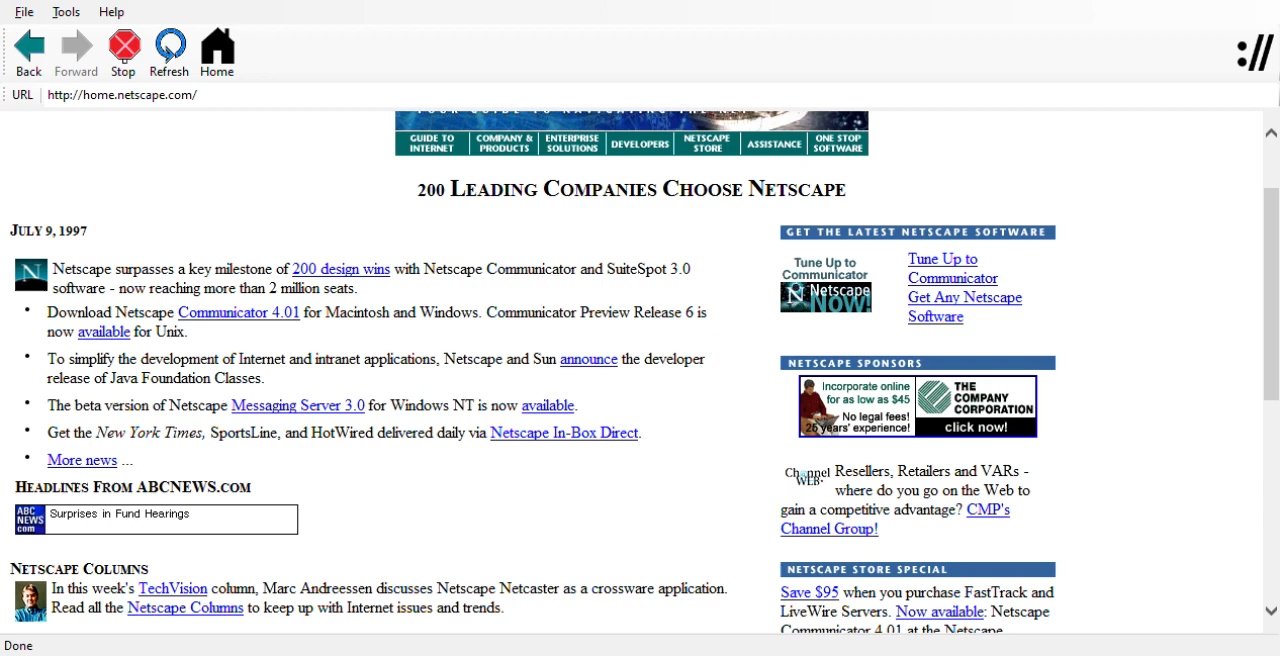 File Tools Help
Back Forward Stop Refresh Home
://
URL http://home.netscape.com/
GUIDE TO INTERNET
COMPANY & PRODUCTS
ENTERPRISE SOLUTIONS
DEVELOPERS
NETSCAPE STORE
ASSISTANCE
ONE STOP SOFTWARE
200 LEADING COMPANIES CHOOSE NETSCAPE
JULY 9, 1997
N
Netscape surpasses a key milestone of 200 design wins with Netscape Communicator and SuiteSpot 3.0
software - now reaching more than 2 million seats.
• Download Netscape Communicator 4.01 for Macintosh and Windows. Communicator Preview Release 6 is
now available for Unix.
• To simplify the development of Internet and intranet applications, Netscape and Sun announce the developer
release of Java Foundation Classes.
• The beta version of Netscape Messaging Server 3.0 for Windows NT is now available.
• Get the New York Times, SportsLine, and HotWired delivered daily via Netscape In-Box Direct.
• More news ...
HEADLINES FROM ABCNEWS.COM
ABC NEWS com
Surprises in Fund Hearings
NETSCAPE COLUMNS
In this week's TechVision column, Marc Andreessen discusses Netscape Netcaster as a crossware application.
Read all the Netscape Columns to keep up with Internet issues and trends.
GET THE LATEST NETSCAPE SOFTWARE
Tune Up to
Communicator
N Netscape
NOW!
Tune Up to
Communicator
Get Any Netscape
Software
NETSCAPE SPONSORS
Incorporate online
for as low as $45
No legal fees!
25 years' experience!
THE
COMPANY
CORPORATION
click now!
Channel
WEB
Resellers, Retailers and VARs -
where do you go on the Web to
gain a competitive advantage? CMP's
Channel Group!
NETSCAPE STORE SPECIAL
Save $95 when you purchase FastTrack and
LiveWire Servers. Now available: Netscape
Communicator 4.01 at the Netscape
Done